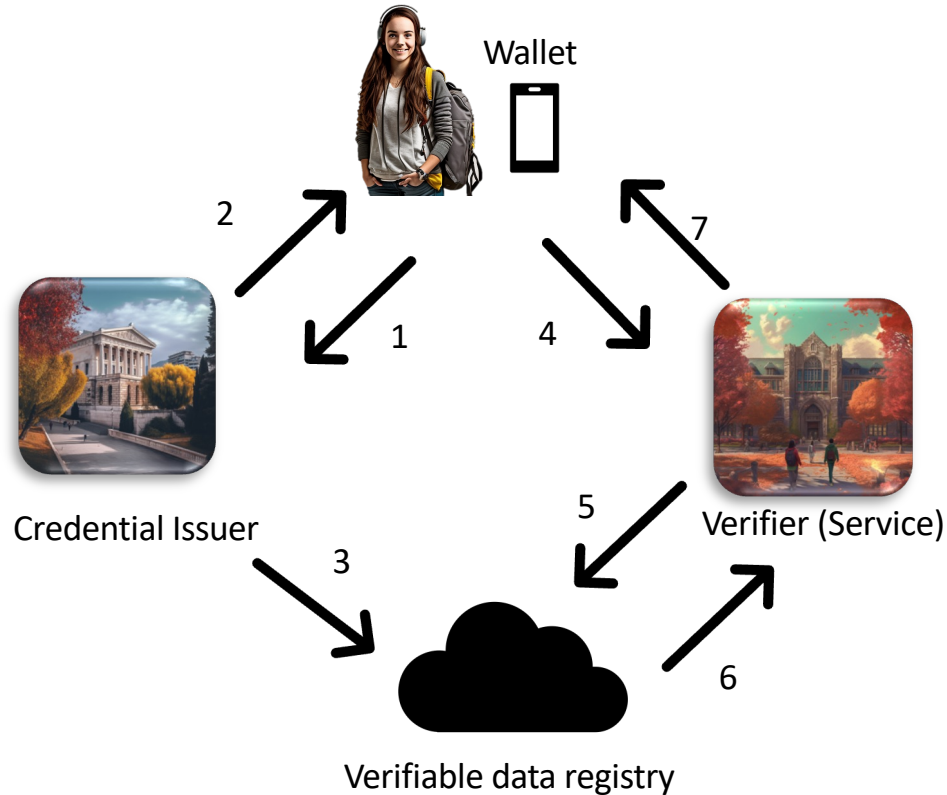 Wallet
2
7
1
4
Credential Issuer
5
Verifier (Service)
3
6
Verifiable data registry